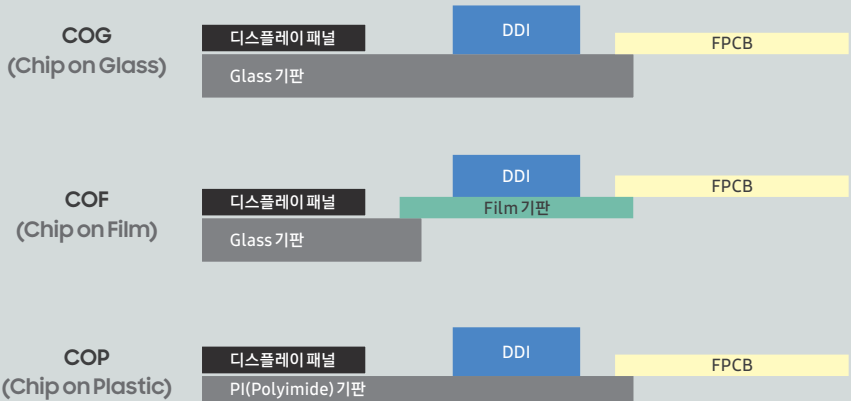 COG
(Chip on Glass)
디스플레이 패널
DDI
FPCB
Glass 기판
COF
(Chip on Film)
디스플레이 패널
DDI
FPCB
Film 기판
Glass 기판
COP
(Chip on Plastic)
디스플레이 패널
DDI
FPCB
PI(Polyimide) 기판